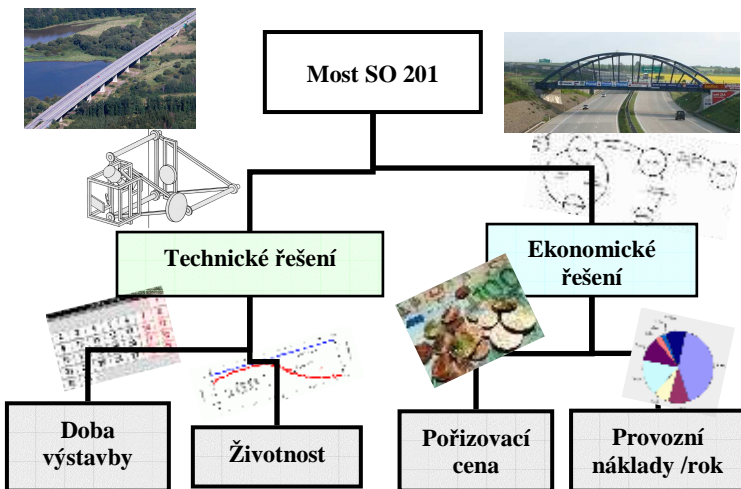 Most SO 201
Technické řešení
Ekonomické
řešení
Doba
výstavby
Životnost
Pořizovací
cena
Provozní
náklady /rok